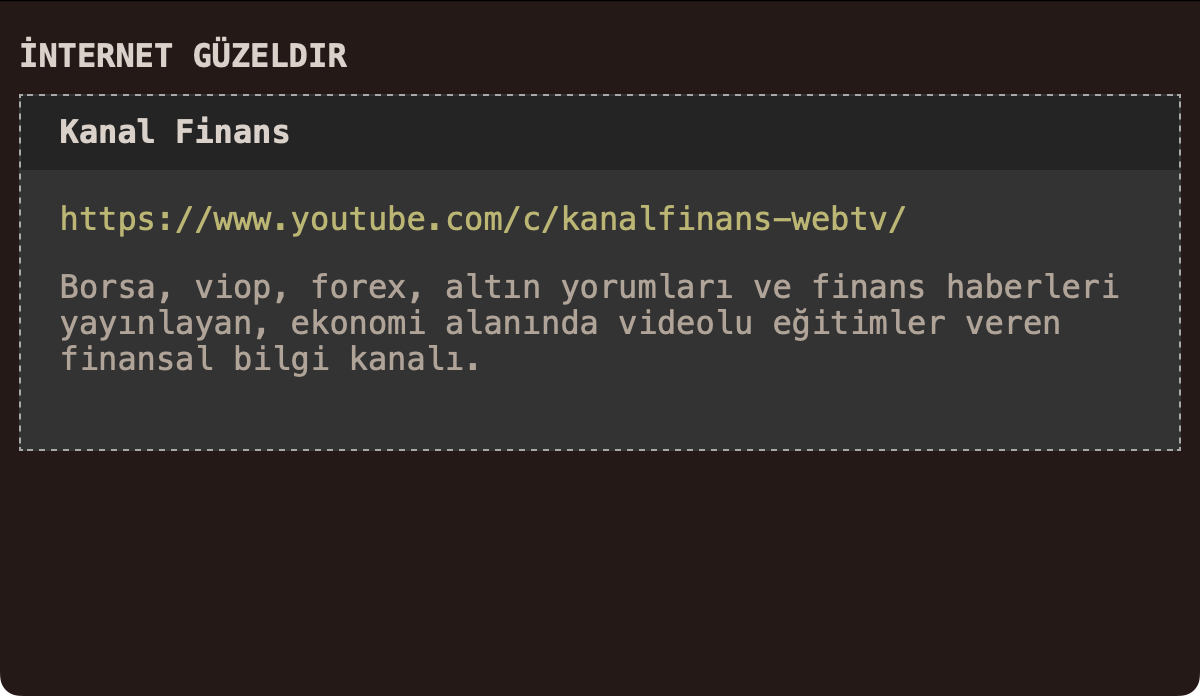 İNTERNET GÜZELDIR
Kanal Finans
https://www.youtube.com/c/kanalfinans-webtv/
Borsa, viop, forex, altın yorumları ve finans haberleri
yayınlayan, ekonomi alanında videolu eğitimler veren
finansal bilgi kanalı.